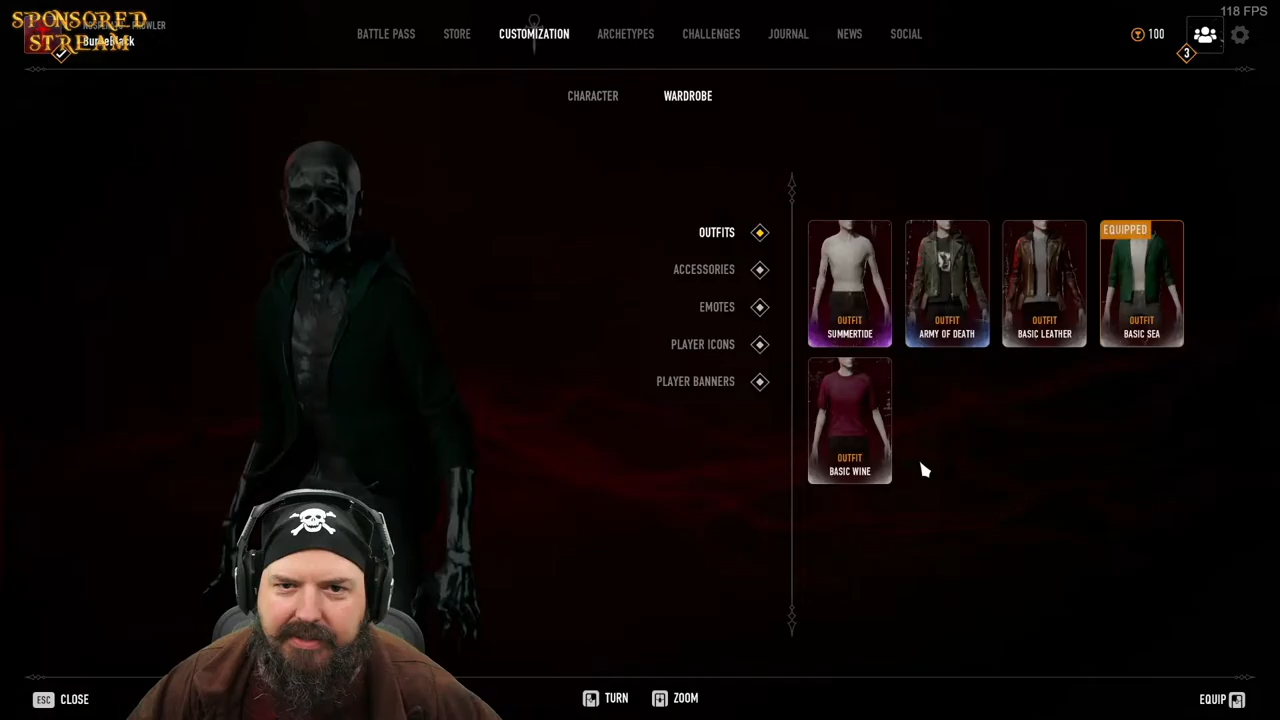 118 FPS
SPONSORED
STREAM
PROWLER
BATTLE PASS
STORE
CUSTOMIZATION
ARCHETYPES
CHALLENGES
JOURNAL
NEWS
SOCIAL
100
3
CHARACTER
WARDROBE
OUTFITS
ACCESSORIES
EMOTES
PLAYER ICONS
PLAYER BANNERS
OUTFIT
SUMMERTIDE
OUTFIT
ARMY OF DEATH
OUTFIT
BASIC LEATHER
EQUIPPED
OUTFIT
BASIC SEA
OUTFIT
BASIC WINE
ESC CLOSE
TURN
ZOOM
EQUIP